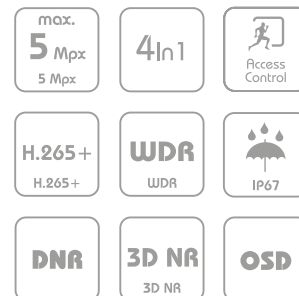 max.
5 Mpx
5 Mpx
4In1
Access
Control
H.265+
H.265+
WDR
WDR
IP67
DNR
3D NR
3D NR
OSD